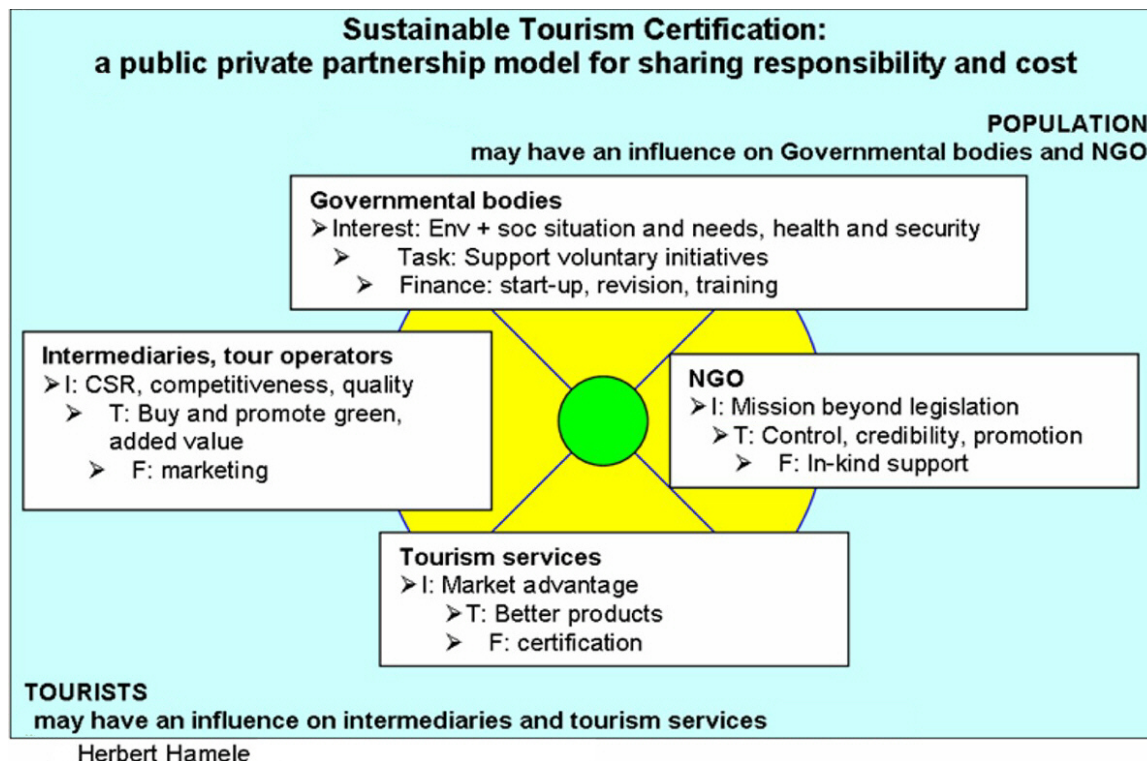 Sustainable Tourism Certification:
a public private partnership model for sharing responsibility and cost
POPULATION
may have an influence on Governmental bodies and NGO
Governmental bodies
➢ Interest: Env + soc situation and needs, health and security
➢ Task: Support voluntary initiatives
➢ Finance: start-up, revision, training
Intermediaries, tour operators
➢ I: CSR, competitiveness, quality
➢ T: Buy and promote green,
added value
➢ F: marketing
NGO
➢ I: Mission beyond legislation
➢ T: Control, credibility, promotion
➢ F: In-kind support
Tourism services
➢ I: Market advantage
➢ T: Better products
➢ F: certification
TOURISTS
may have an influence on intermediaries and tourism services
Herbert Hamele